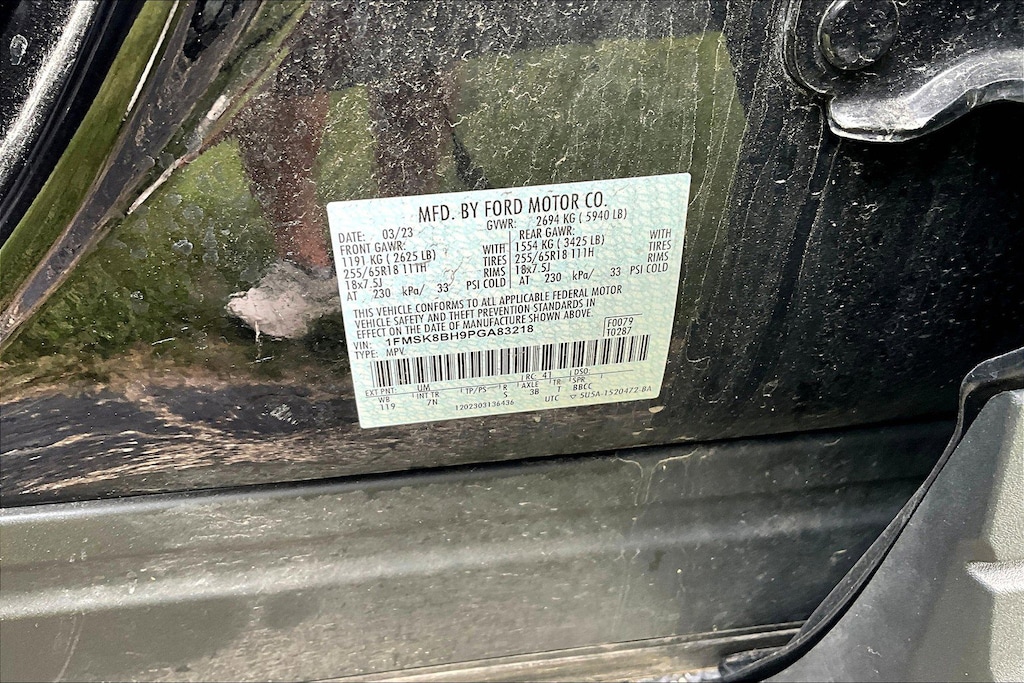 MFD. BY FORD MOTOR CO.
DATE: 03/23 GVWR: 2694 KG ( 5940 LB)
FRONT GAWR: REAR GAWR:
1191 KG ( 2625 LB) WITH 1554 KG ( 3425 LB) WITH
255/65R18 111H TIRES 255/65R18 111H TIRES
18x7.5J RIMS 18x7.5J RIMS
AT 230 kPa/ 33 PSI COLD AT 230 kPa/ 33 PSI COLD
THIS VEHICLE CONFORMS TO ALL APPLICABLE FEDERAL MOTOR
VEHICLE SAFETY AND THEFT PREVENTION STANDARDS IN
EFFECT ON THE DATE OF MANUFACTURE SHOWN ABOVE.
VIN: 1FMSK8BH9PGA83218 F0079
TYPE: MPV T0287
EXT PNT: UM RC: 41 DSO:
WB INT TR TP/PS R AXLE TR SPR
119 7N S 3B T BBCC
1202303136436 UTC 5U5A-1520472-BA